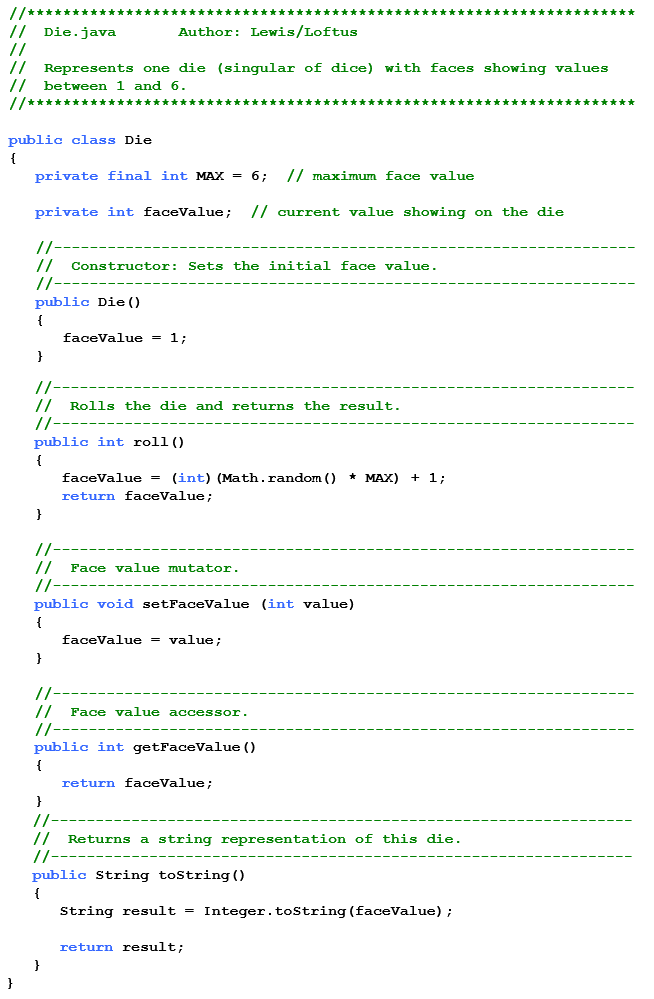 //********************************************************************
//  Die.java       Author: Lewis/Loftus
//
//  Represents one die (singular of dice) with faces showing values
//  between 1 and 6.
//********************************************************************

public class Die
{
   private final int MAX = 6;  // maximum face value

   private int faceValue;  // current value showing on the die

   //-----------------------------------------------------------------
   //  Constructor: Sets the initial face value.
   //-----------------------------------------------------------------
   public Die()
   {
      faceValue = 1;
   }

   //-----------------------------------------------------------------
   //  Rolls the die and returns the result.
   //-----------------------------------------------------------------
   public int roll()
   {
      faceValue = (int)(Math.random() * MAX) + 1;
      return faceValue;
   }

   //-----------------------------------------------------------------
   //  Face value mutator.
   //-----------------------------------------------------------------
   public void setFaceValue (int value)
   {
      faceValue = value;
   }

   //-----------------------------------------------------------------
   //  Face value accessor.
   //-----------------------------------------------------------------
   public int getFaceValue()
   {
      return faceValue;
   }
   //-----------------------------------------------------------------
   //  Returns a string representation of this die.
   //-----------------------------------------------------------------
   public String toString()
   {
      String result = Integer.toString(faceValue);

      return result;
   }
}